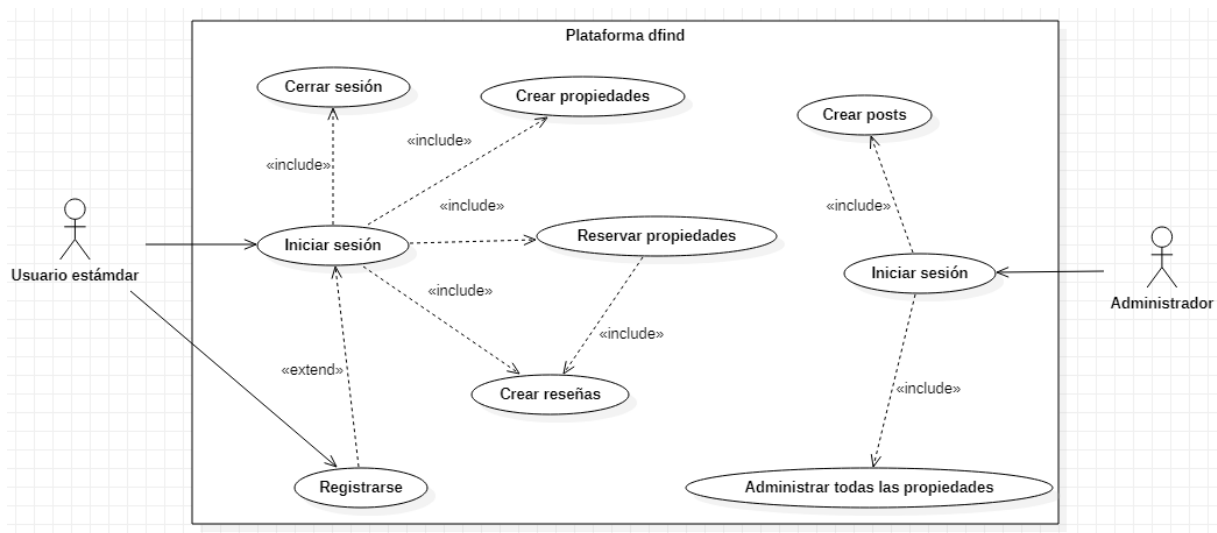 Plataforma dfind
Cerrar sesión
Crear propiedades
Crear posts
«include»
«include»
«include»
«include»
Iniciar sesión
Reservar propiedades
Usuario estámdar
Iniciar sesión
Administrador
«include»
«include»
«extend»
Crear reseñas
«include»
Registrarse
Administrar todas las propiedades